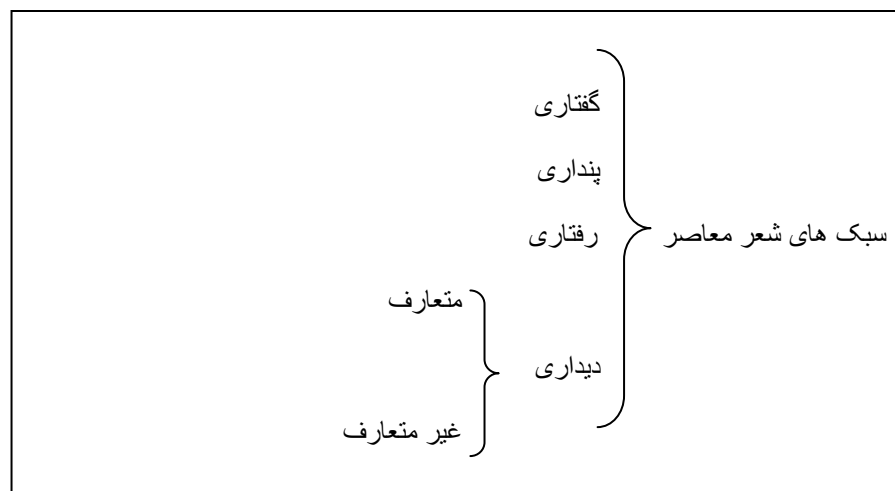 سبک های شعر معاصر
گفتاری
پنداری
رفتاری
دیداری
متعارف
غیر متعارف